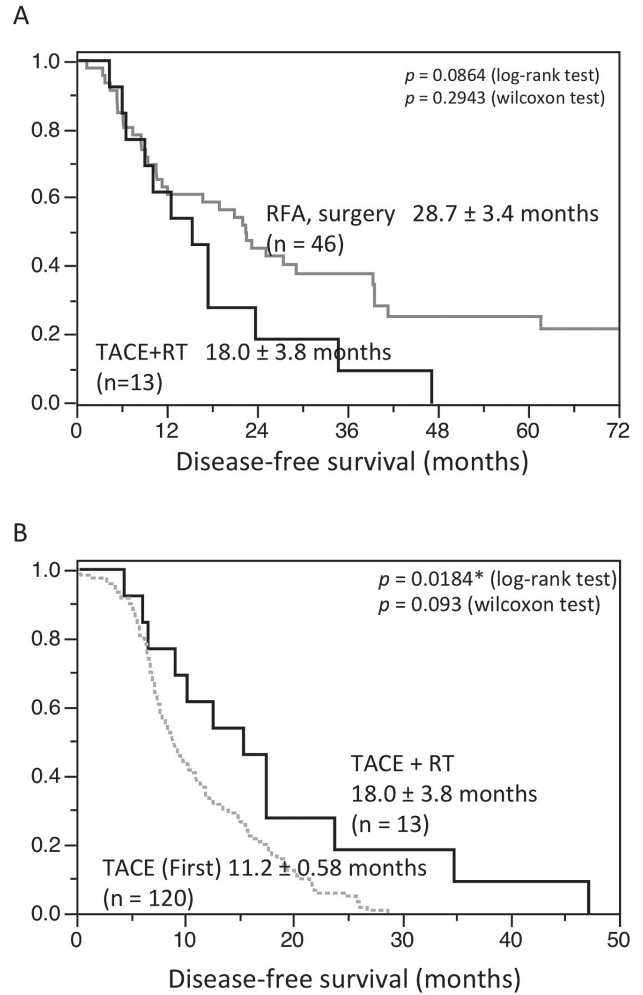 A
1.0
0.8
0.6
0.4
0.2
0.0
p = 0.0864 (log-rank test)
p = 0.2943 (wilcoxon test)
RFA, surgery 28.7 ± 3.4 months
(n = 46)
TACE+RT 18.0 ± 3.8 months
(n=13)
0 12 24 36 48 60 72
Disease-free survival (months)
B
1.0
0.8
0.6
0.4
0.2
0.0
p = 0.0184* (log-rank test)
p = 0.093 (wilcoxon test)
TACE + RT
18.0 ± 3.8 months
(n = 13)
TACE (First) 11.2 ± 0.58 months
(n = 120)
0 10 20 30 40 50
Disease-free survival (months)